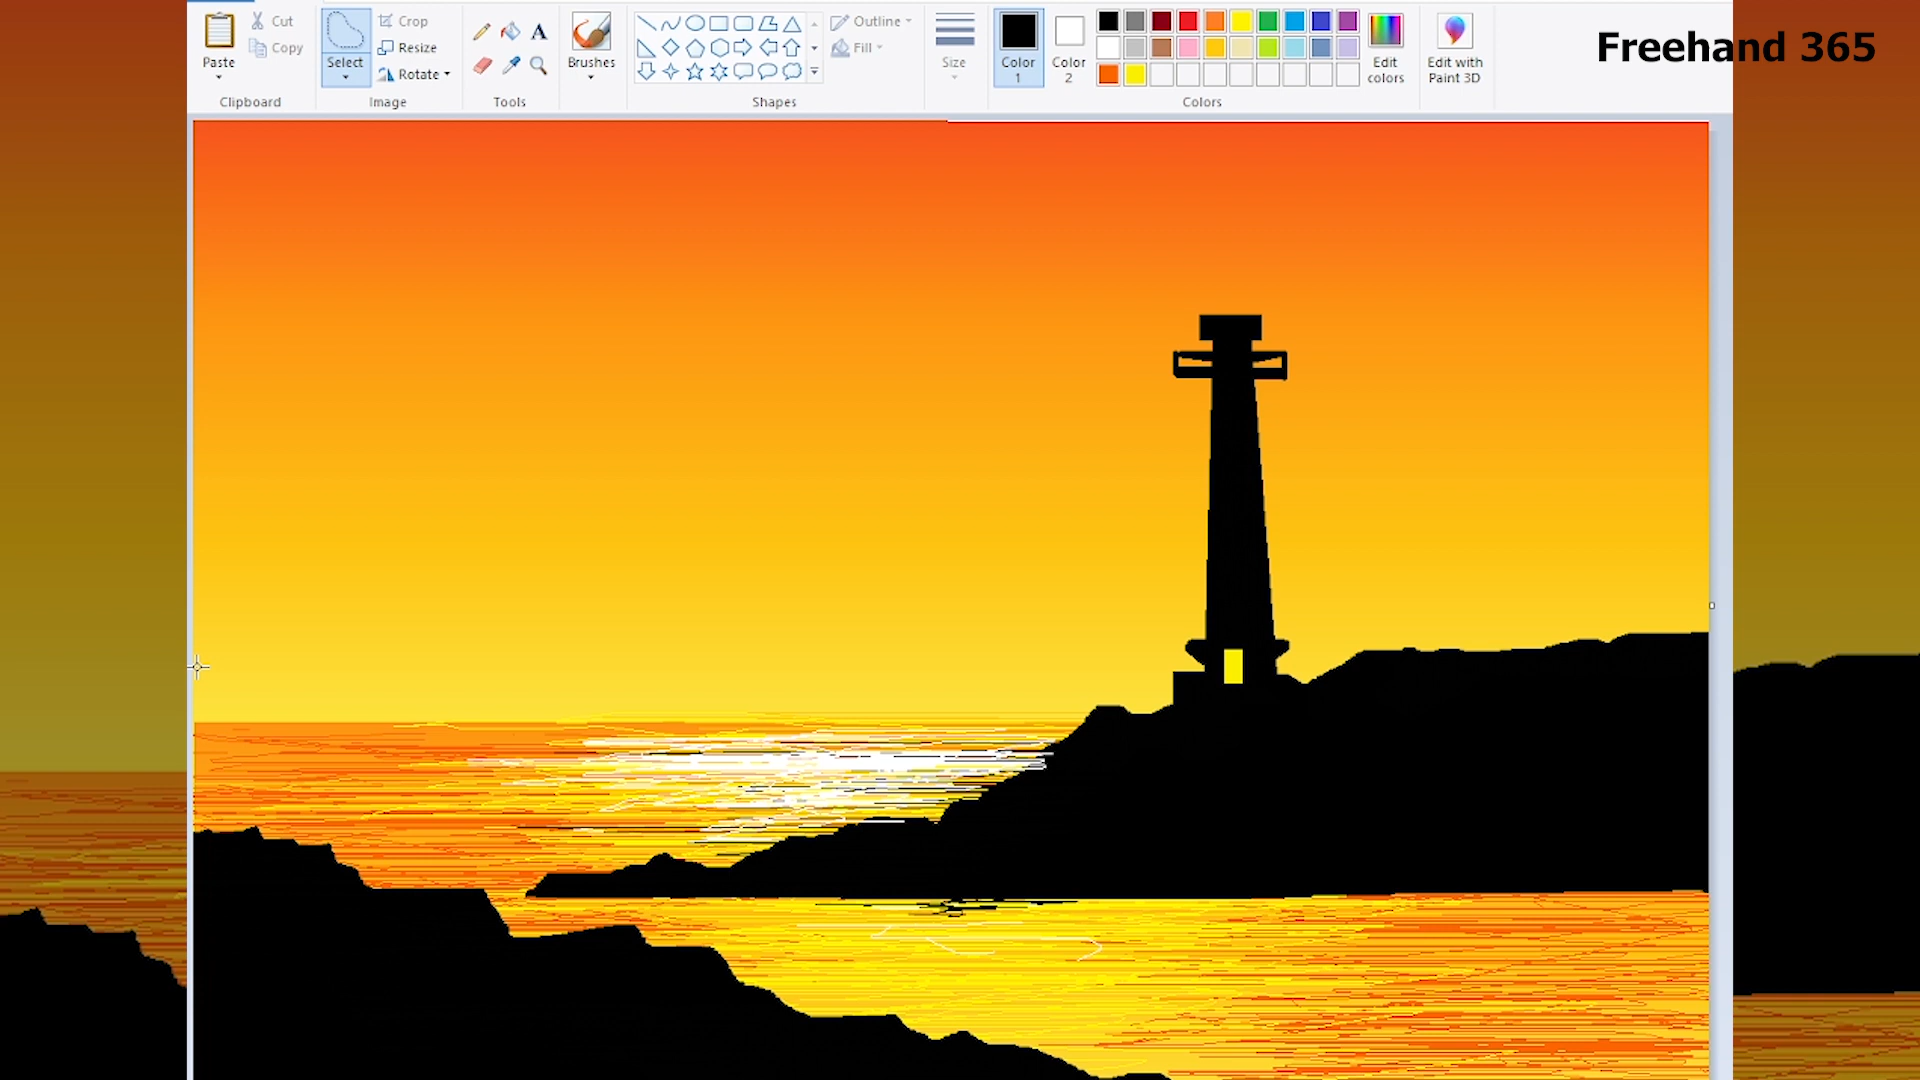 Paste
Cut
Copy
Clipboard
Select
Crop
Resize
Rotate
Image
A
Tools
Brushes
Shapes
Outline
Fill
Size
Color
1
Color
2
Colors
Edit
colors
Edit with
Paint 3D
Freehand 365